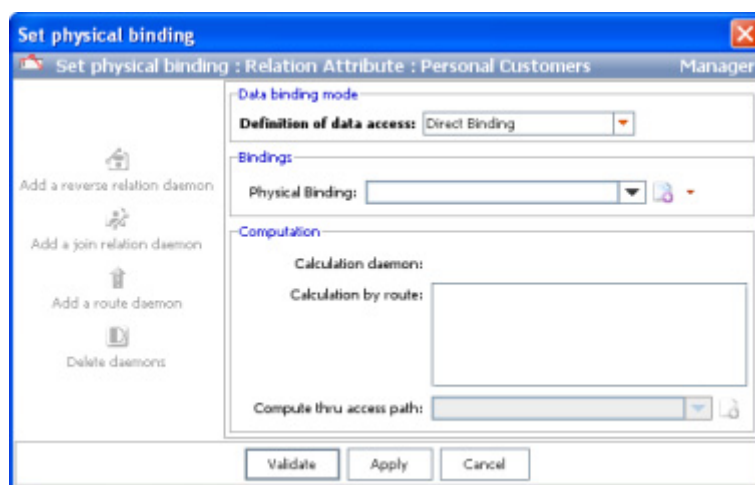 Set physical binding
Set physical binding : Relation Attribute : Personal Customers Manager
Add a reverse relation daemon
Add a join relation daemon
Add a route daemon
Delete daemons
Data binding mode
Definition of data access: Direct Binding
Bindings
Physical Binding:
Computation
Calculation daemon:
Calculation by route:
Compute thru access path:
Validate Apply Cancel